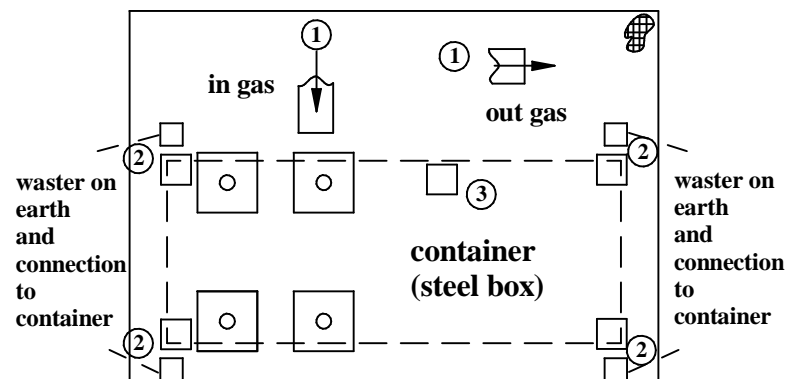 1
in gas
1
out gas
2
waster on
earth
and
connection
to
container
2
3
container
(steel box)
2
waster on
earth
and
connection
to
container
2